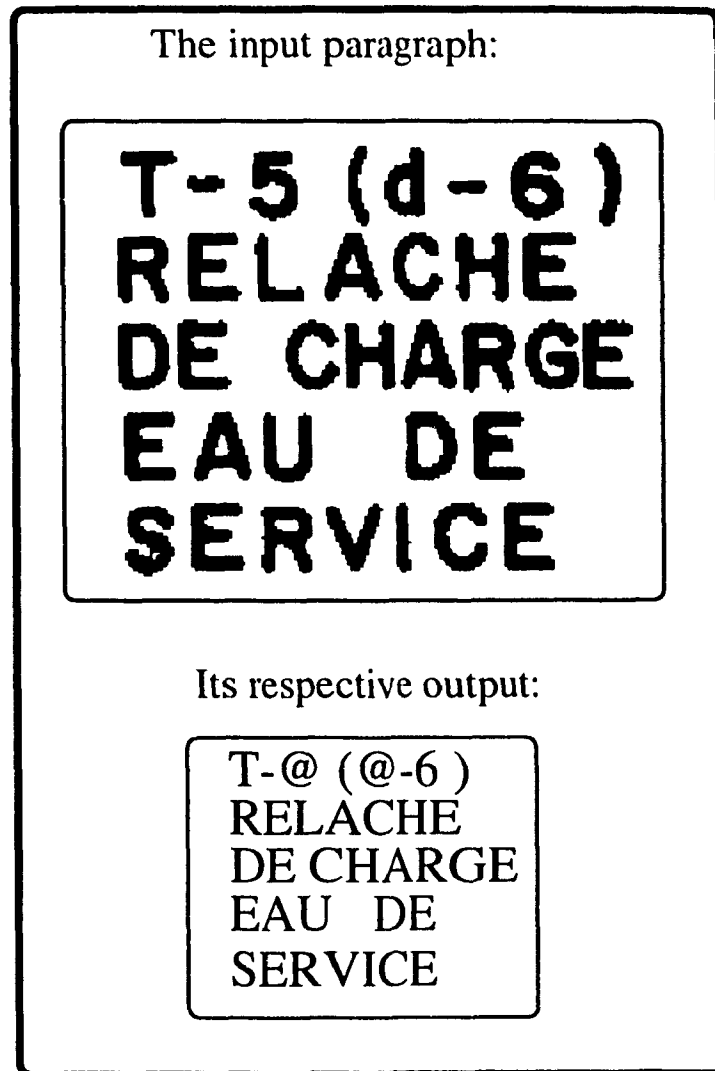 The input paragraph:
T-5 (d-6)
RELACHE
DE CHARGE
EAU DE
SERVICE
Its respective output:
T-@ (@-6 )
RELACHE
DE CHARGE
EAU DE
SERVICE